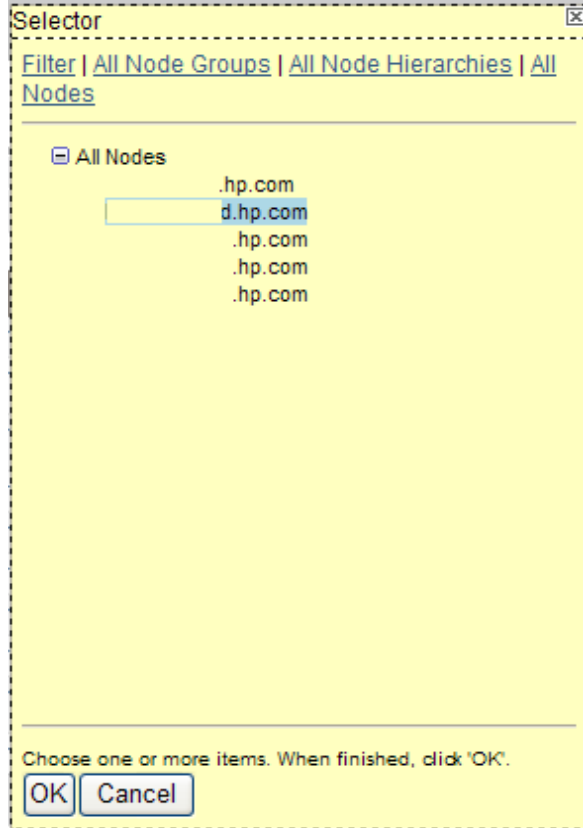 Selector
Filter | All Node Groups | All Node Hierarchies | All
Nodes
All Nodes
.hp.com
d.hp.com
.hp.com
.hp.com
.hp.com
Choose one or more items. When finished, click 'OK'.
OK Cancel